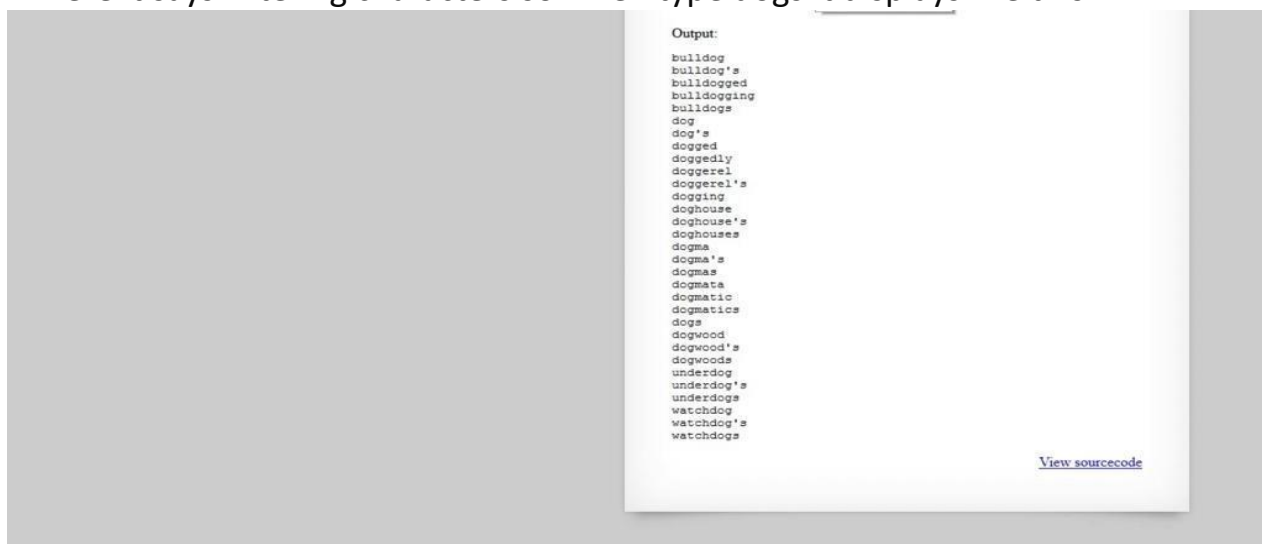 Output:
bulldog
bulldog's
bulldogged
bulldogging
bulldogs
dog
dog's
dogged
doggedly
doggerel
doggerel's
dogging
doghouse
doghouse's
doghouses
dogma
dogma's
dogmas
dogmata
dogmatic
dogmatics
dogs
dogwood
dogwood's
dogwoods
underdog
underdog's
underdogs
watchdog
watchdog's
watchdogs
View sourcecode